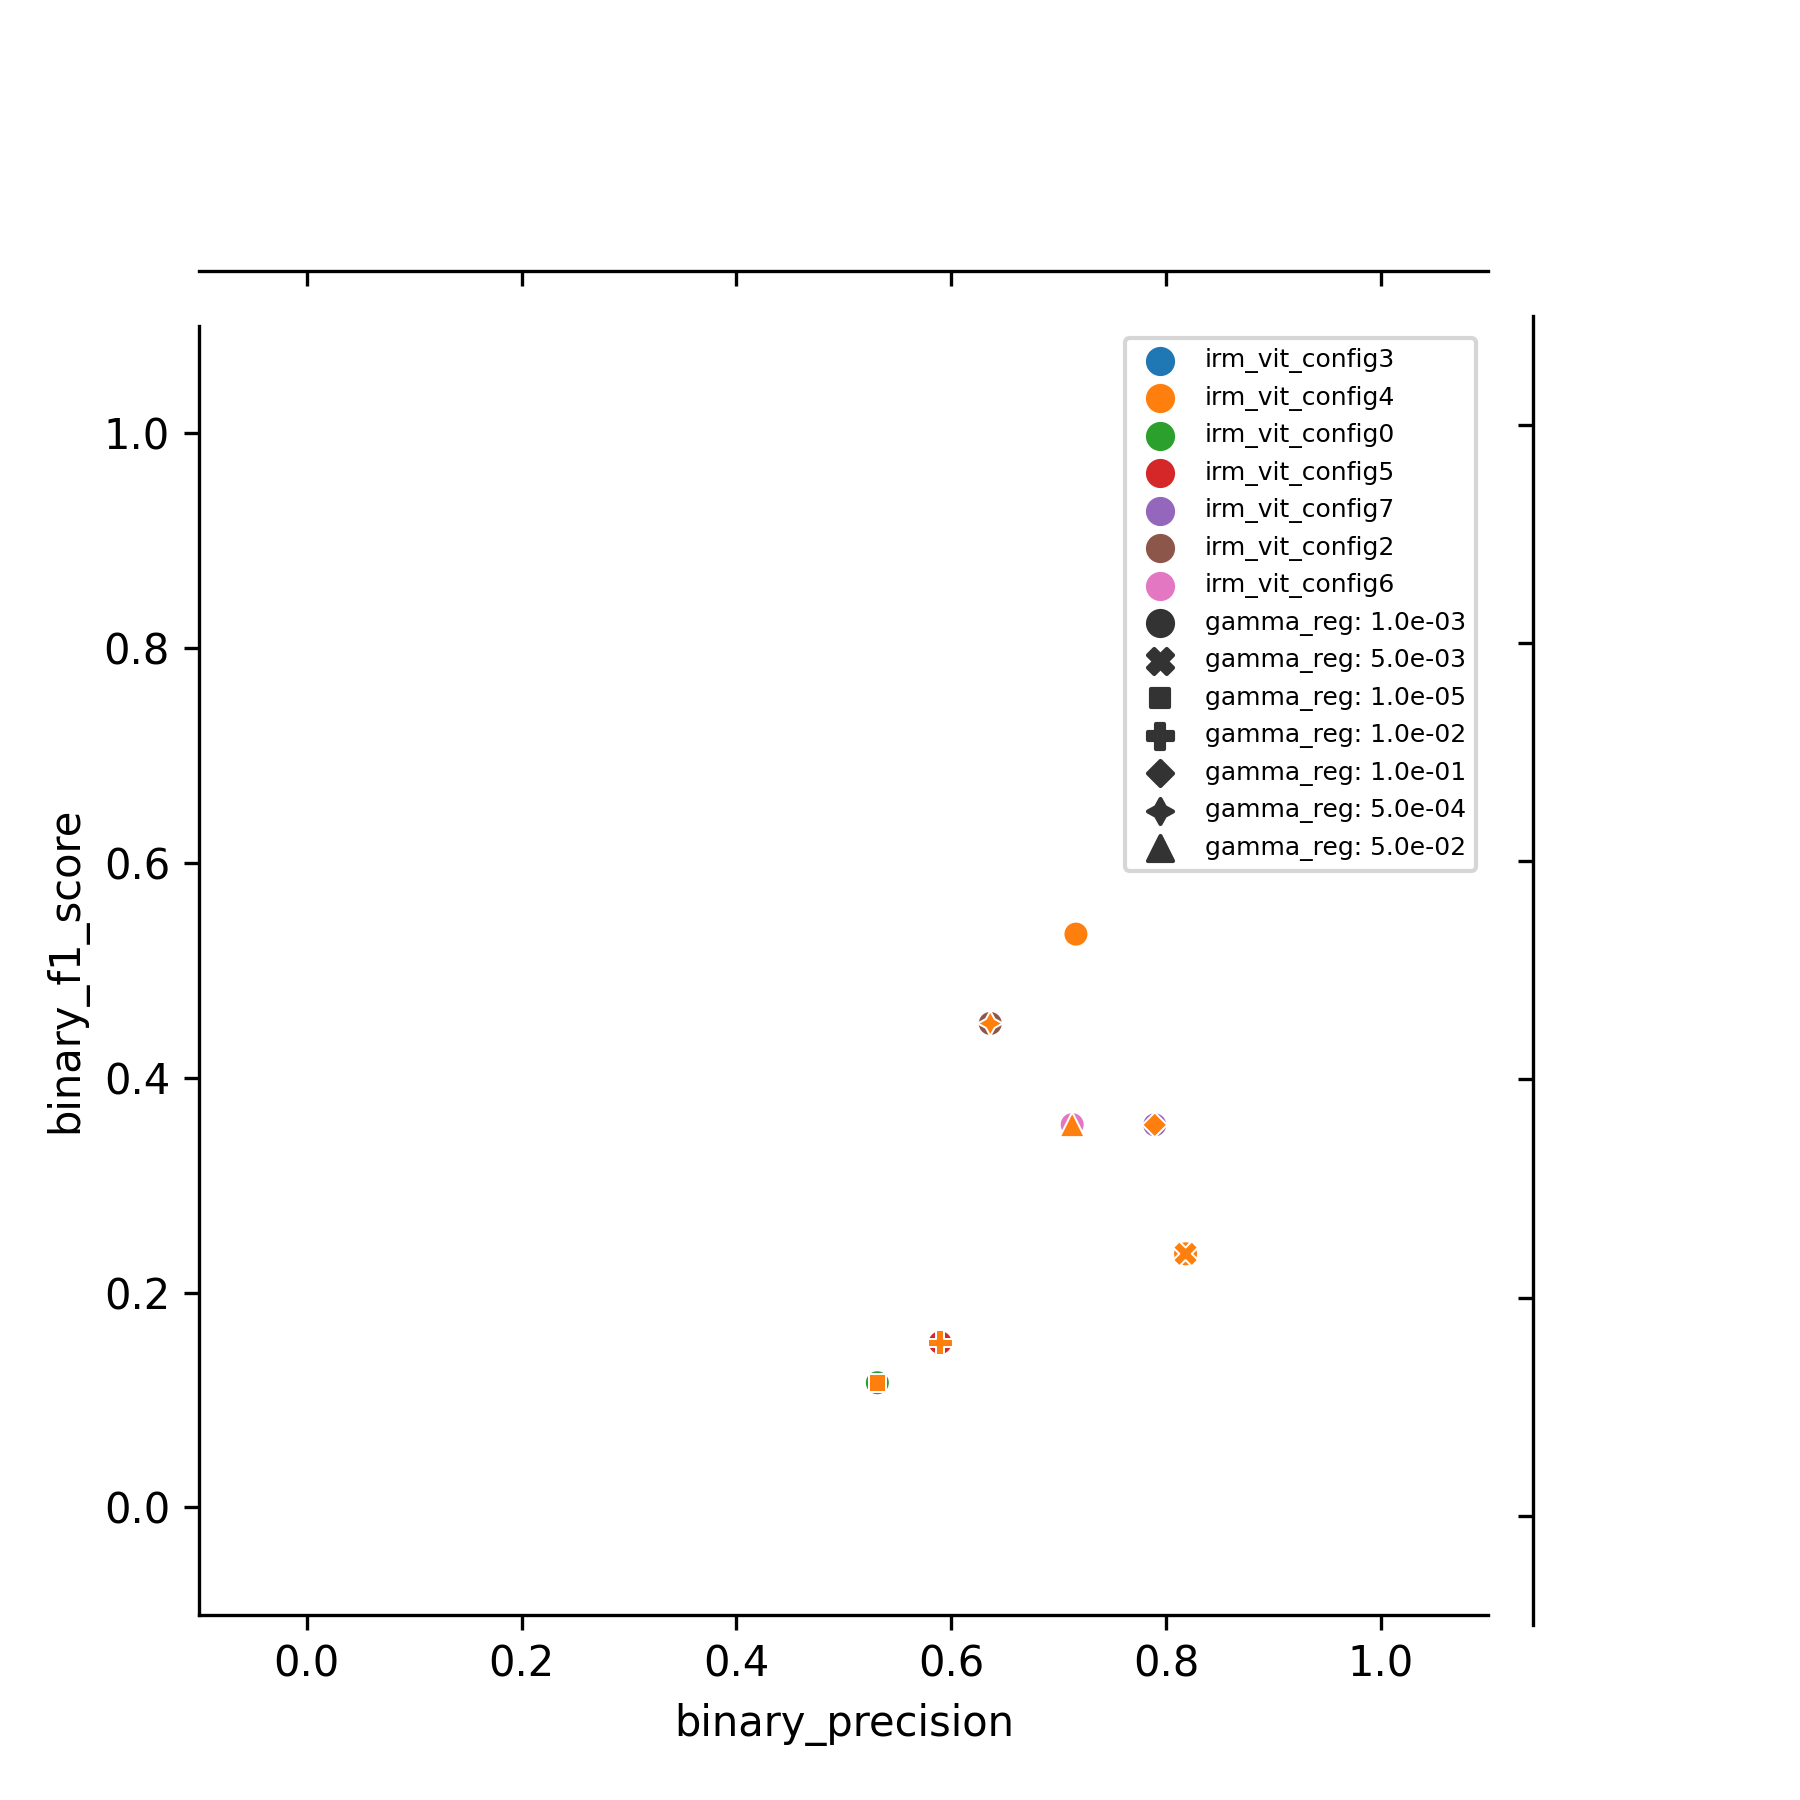 irm_vit_config3
irm_vit_config4
irm_vit_config0
irm_vit_config5
irm_vit_config7
irm_vit_config2
irm_vit_config6
gamma_reg: 1.0e-03
gamma_reg: 5.0e-03
gamma_reg: 1.0e-05
gamma_reg: 1.0e-02
gamma_reg: 1.0e-01
gamma_reg: 5.0e-04
gamma_reg: 5.0e-02
1.0
0.8
0.6
0.4
0.2
0.0
binary_f1_score
0.0 0.2 0.4 0.6 0.8 1.0
binary_precision